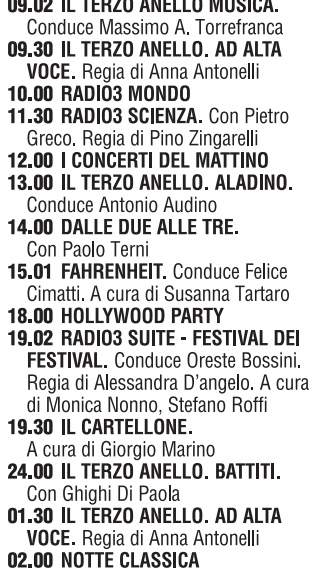 09.02 IL TERZO ANELLO MUSICA.
Conduce Massimo A. Torrefranca
09.30 IL TERZO ANELLO. AD ALTA
VOCE. Regia di Anna Antonelli
10.00 RADIO3 MONDO
11.30 RADIO3 SCIENZA. Con Pietro
Greco. Regia di Pino Zingarelli
12.00 I CONCERTI DEL MATTINO
13.00 IL TERZO ANELLO. ALADINO.
Conduce Antonio Audino
14.00 DALLE DUE ALLE TRE.
Con Paolo Terni
15.01 FAHRENHEIT. Conduce Felice
Cimatti. A cura di Susanna Tartaro
18.00 HOLLYWOOD PARTY
19.02 RADIO3 SUITE - FESTIVAL DEI
FESTIVAL. Conduce Oreste Bossini.
Regia di Alessandra D'angelo. A cura
di Monica Nonno, Stefano Roffi
19.30 IL CARTELLONE.
A cura di Giorgio Marino
24.00 IL TERZO ANELLO. BATTITI.
Con Ghighi Di Paola
01.30 IL TERZO ANELLO. AD ALTA
VOCE. Regia di Anna Antonelli
02.00 NOTTE CLASSICA